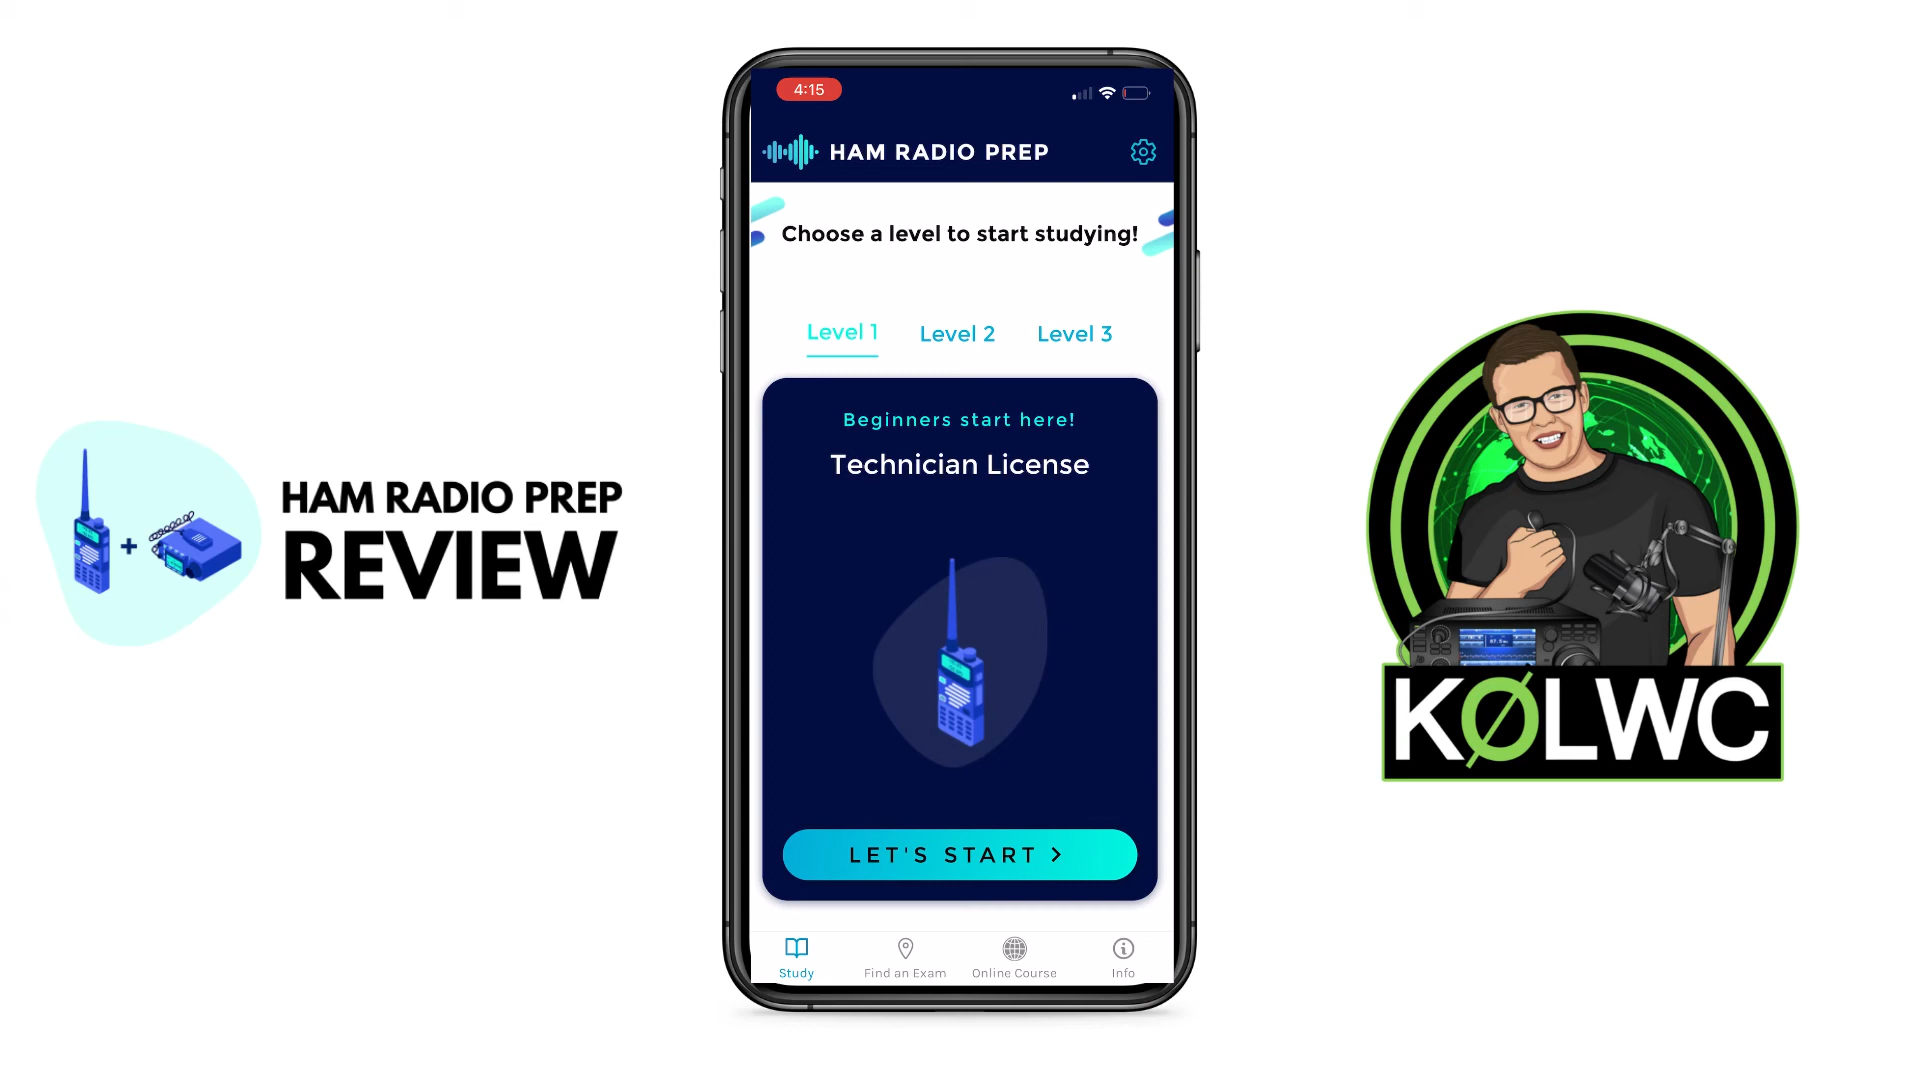 HAM RADIO PREP
REVIEW
+
4:15
HAM RADIO PREP
Choose a level to start studying!
Level 1 Level 2 Level 3
Beginners start here!
Technician License
LET'S START >
Study Find an Exam Online Course Info
KØLWC